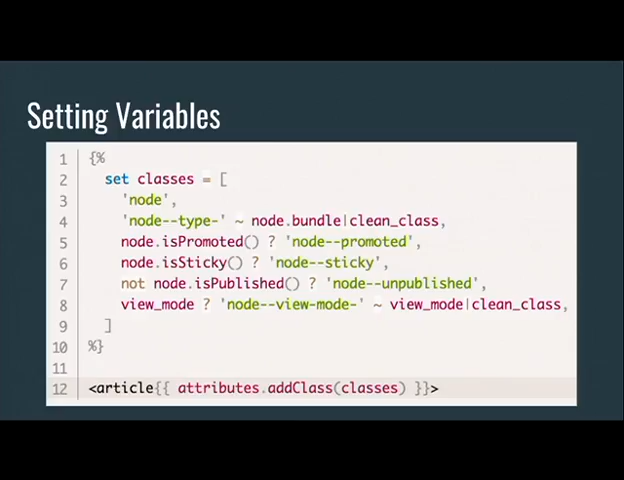 Setting Variables
1 {%
2 set classes = [
3 'node',
4 'node--type-' ~ node.bundle|clean_class,
5 node.isPromoted() ? 'node--promoted',
6 node.isSticky() ? 'node--sticky',
7 not node.isPublished() ? 'node--unpublished',
8 view_mode ? 'node--view-mode-' ~ view_mode|clean_class,
9 ]
10 %}
11
12 <article{{ attributes.addClass(classes) }}>